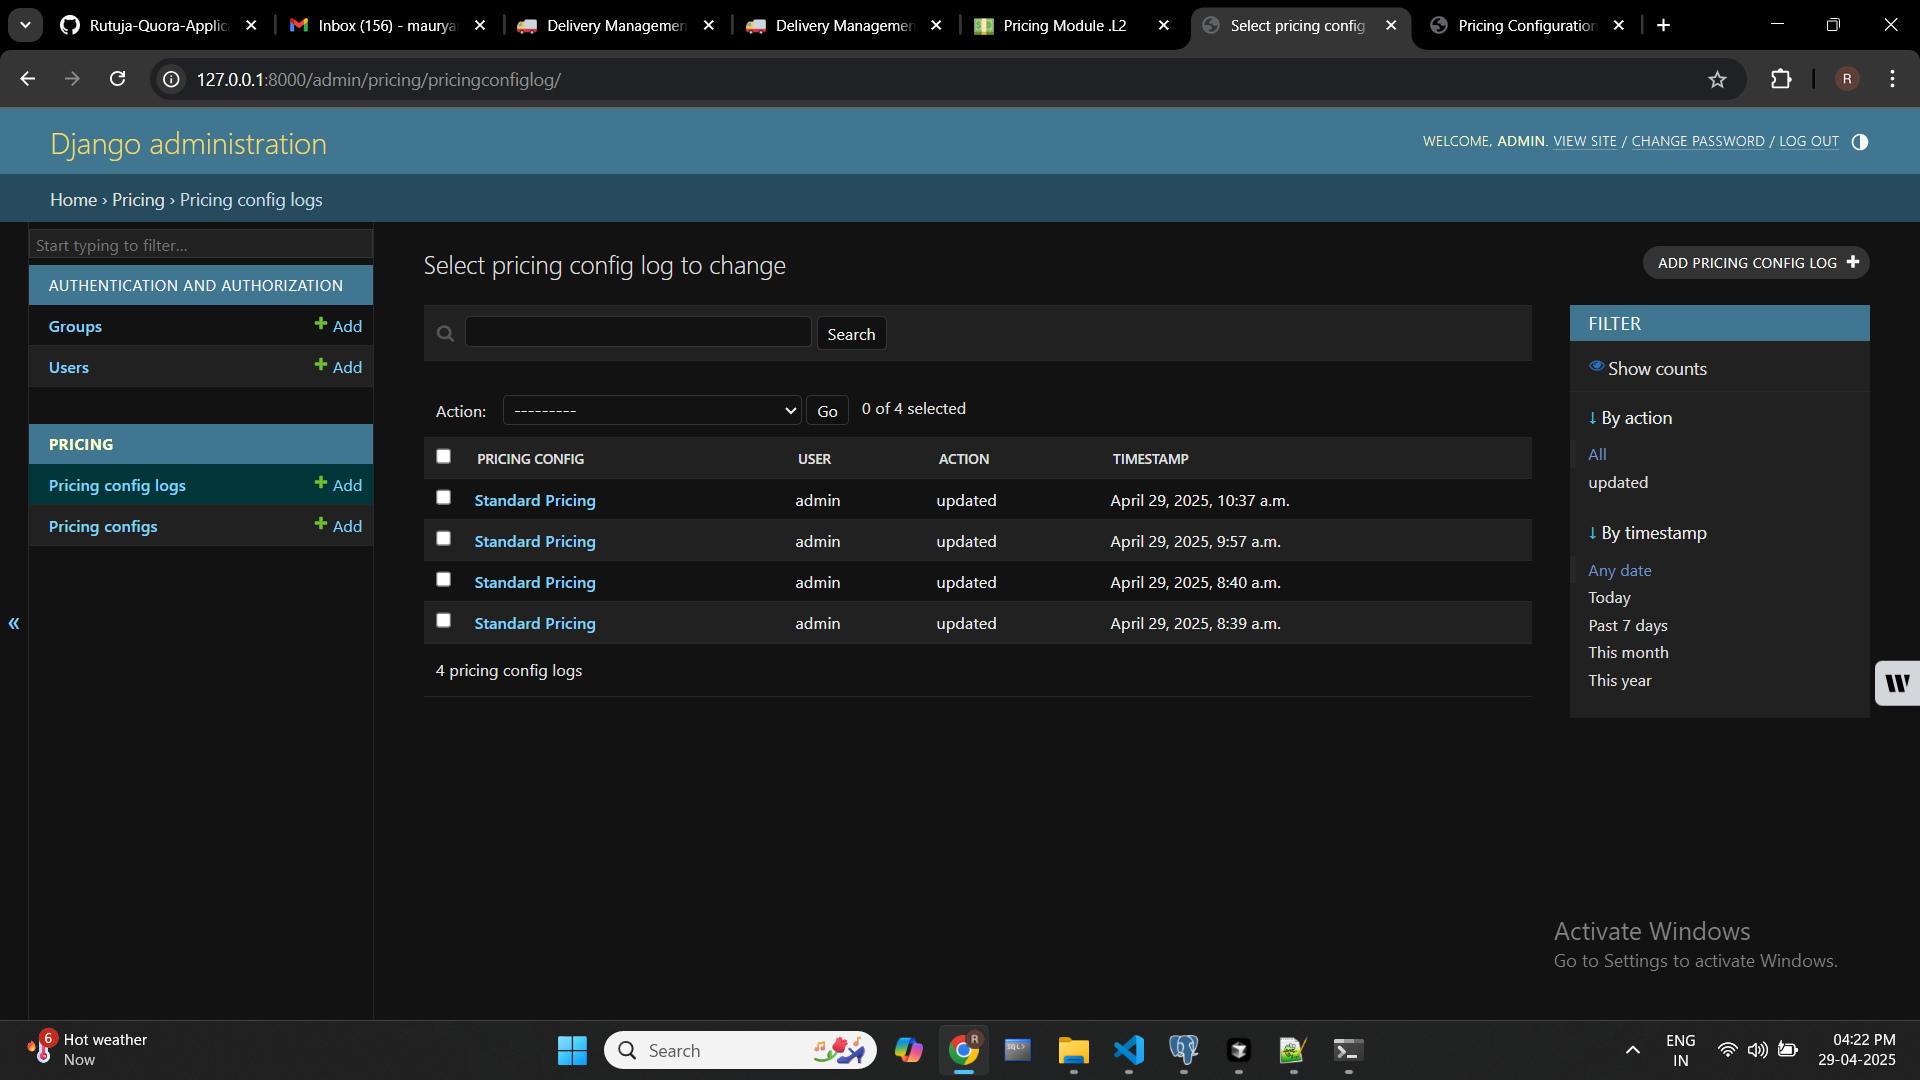 Rutuja-Quora-Applic
Inbox (156) - maurya
Delivery Managemen
Delivery Managemen
Pricing Module .L2
Select pricing config
Pricing Configuration
127.0.0.1:8000/admin/pricing/pricingconfiglog/
R
Django administration
WELCOME, ADMIN. VIEW SITE / CHANGE PASSWORD / LOG OUT
Home › Pricing › Pricing config logs
Start typing to filter...
AUTHENTICATION AND AUTHORIZATION
Groups Add
Users Add
PRICING
Pricing config logs Add
Pricing configs Add
«
Select pricing config log to change
ADD PRICING CONFIG LOG
Search
Action: --------- Go 0 of 4 selected
PRICING CONFIG USER ACTION TIMESTAMP
Standard Pricing admin updated April 29, 2025, 10:37 a.m.
Standard Pricing admin updated April 29, 2025, 9:57 a.m.
Standard Pricing admin updated April 29, 2025, 8:40 a.m.
Standard Pricing admin updated April 29, 2025, 8:39 a.m.
4 pricing config logs
FILTER
Show counts
↓ By action
All
updated
↓ By timestamp
Any date
Today
Past 7 days
This month
This year
W
Activate Windows
Go to Settings to activate Windows.
6
Hot weather
Now
Search
R
SQL>
ENG
IN
04:22 PM
29-04-2025